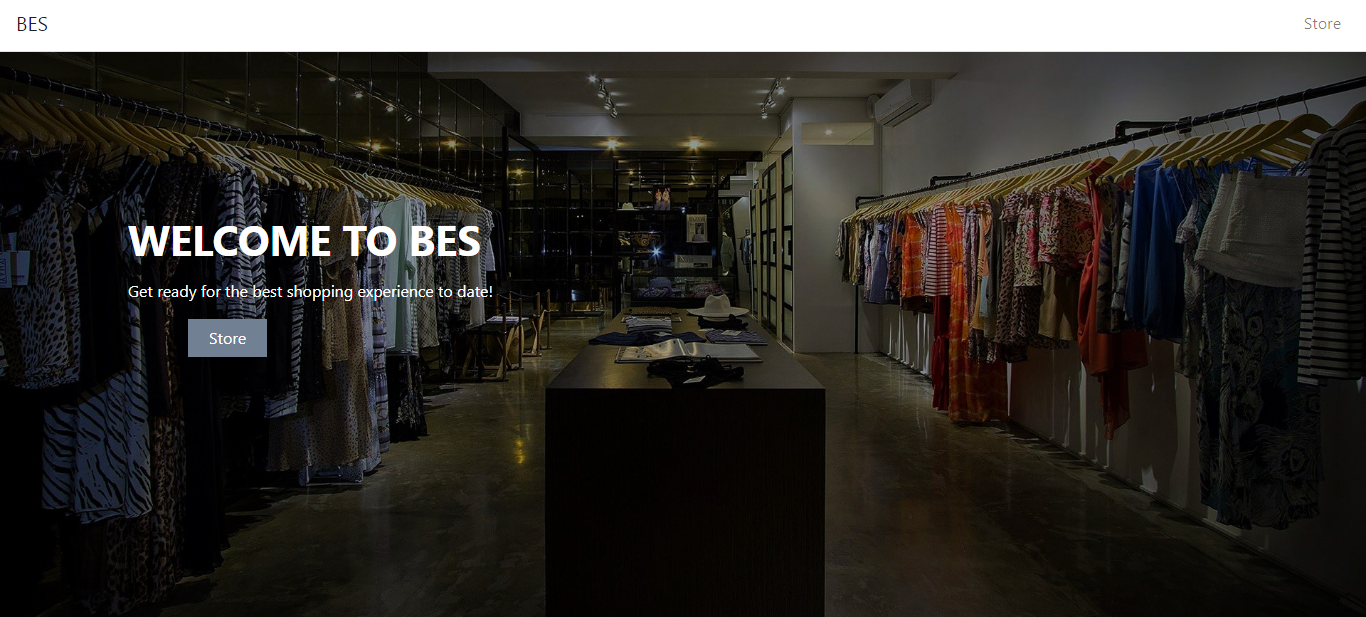 BES
Store
WELCOME TO BES
Get ready for the best shopping experience to date!
Store